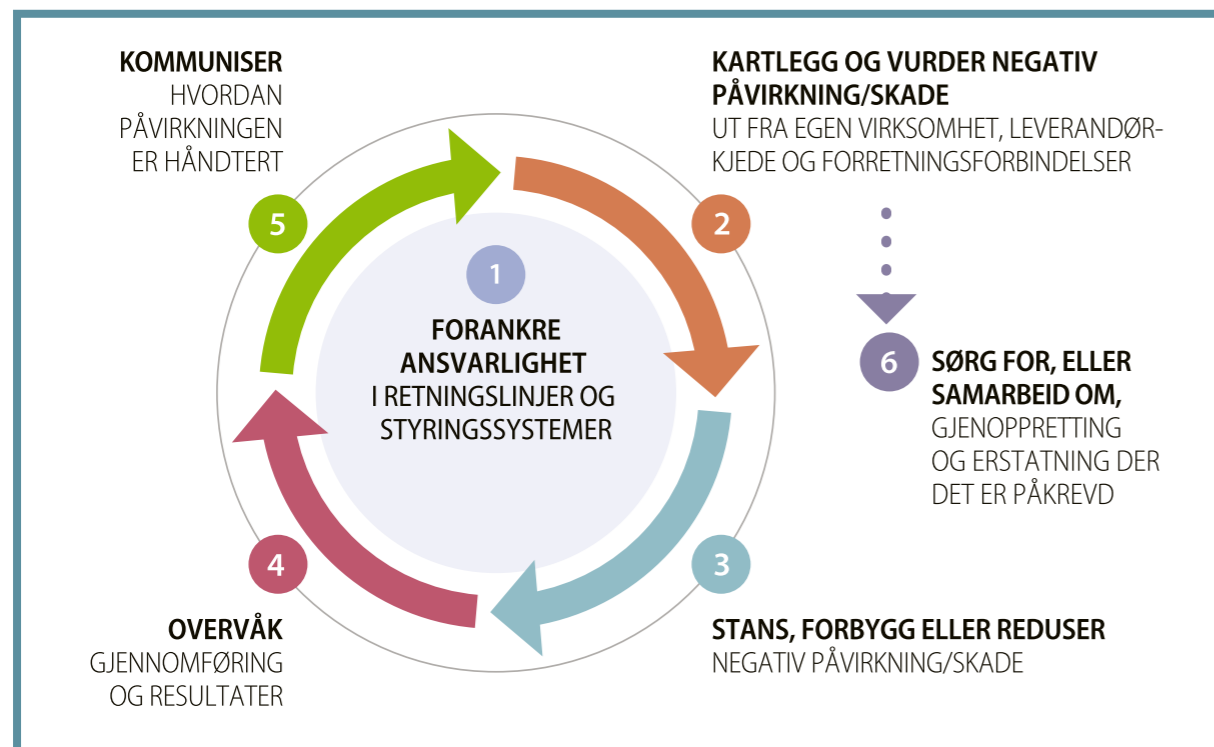 1
FORANKRE
ANSVARLIGHET
I RETNINGSLINJER OG
STYRINGSSYSTEMER
2
KARTLEGG OG VURDER NEGATIV
PÅVIRKNING/SKADE
UT FRA EGEN VIRKSOMHET, LEVERANDØR-
KJEDE OG FORRETNINGSFORBINDELSER
3
STANS, FORBYGG ELLER REDUSER
NEGATIV PÅVIRKNING/SKADE
4
OVERVÅK
GJENNOMFØRING
OG RESULTATER
5
KOMMUNISER
HVORDAN
PÅVIRKNINGEN
ER HÅNDTERT
6
SØRG FOR, ELLER
SAMARBEID OM,
GJENOPPRETTING
OG ERSTATNING DER
DET ER PÅKREVD